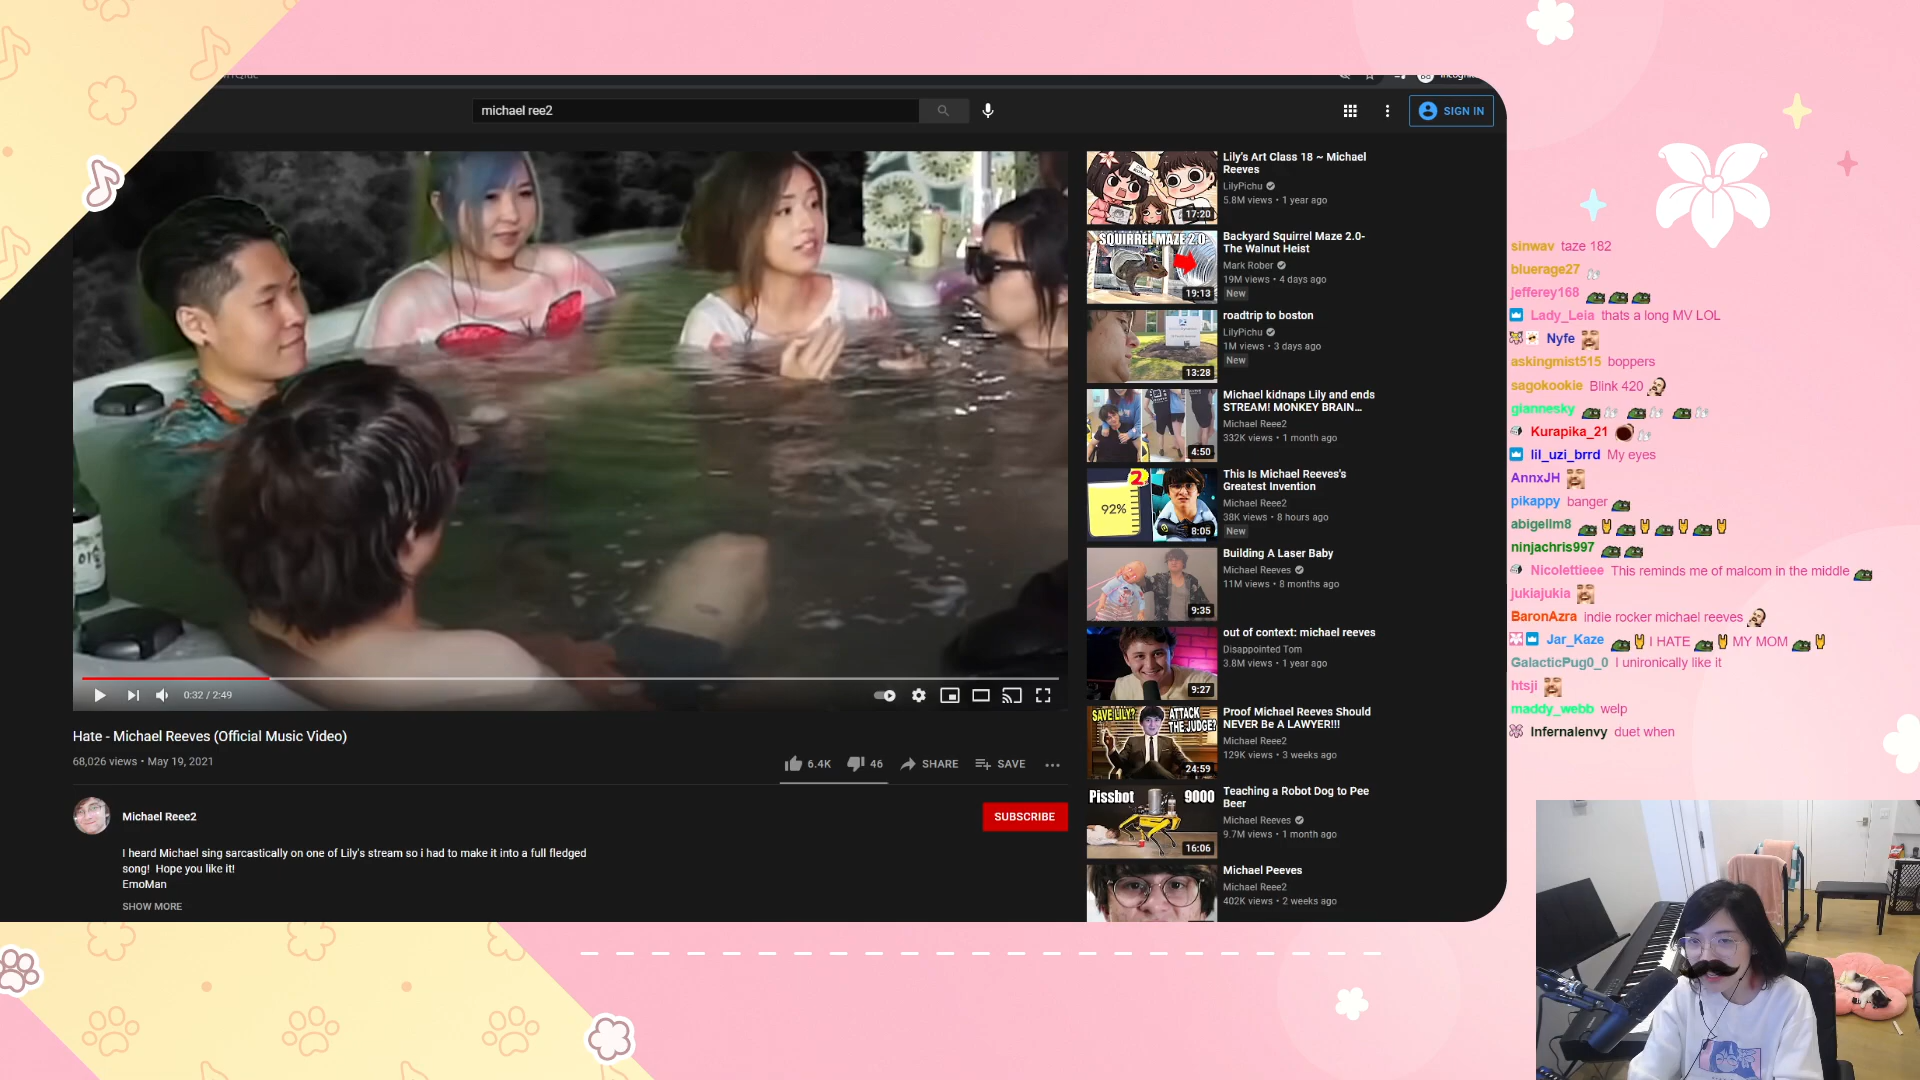 michael ree2
SIGN IN
0:32 / 2:49
Hate - Michael Reeves (Official Music Video)
68,026 views • May 19, 2021
6.4K
46
SHARE
SAVE
Michael Reee2
SUBSCRIBE
I heard Michael sing sarcastically on one of Lily's stream so i had to make it into a full fledged
song! Hope you like it!
EmoMan
SHOW MORE
17:20
Lily's Art Class 18 ~ Michael
Reeves
LilyPichu
5.8M views • 1 year ago
SQUIRREL MAZE 2.0
19:13
Backyard Squirrel Maze 2.0-
The Walnut Heist
Mark Rober
19M views • 4 days ago
New
13:28
roadtrip to boston
LilyPichu
1M views • 3 days ago
New
4:50
Michael kidnaps Lily and ends
STREAM! MONKEY BRAIN...
Michael Reee2
332K views • 1 month ago
2
92%
8:05
This Is Michael Reeves's
Greatest Invention
Michael Reee2
38K views • 8 hours ago
New
9:35
Building A Laser Baby
Michael Reeves
11M views • 8 months ago
9:27
out of context: michael reeves
Disappointed Tom
3.8M views • 1 year ago
SAVE LILY?
ATTACK
THE JUDGE?
24:59
Proof Michael Reeves Should
NEVER Be A LAWYER!!!
Michael Reee2
129K views • 3 weeks ago
Pissbot 9000
16:06
Teaching a Robot Dog to Pee
Beer
Michael Reeves
9.7M views • 1 month ago
Michael Peeves
Michael Reee2
402K views • 2 weeks ago
sinwav taze 182
bluerage27
jefferey168
Lady_Leia thats a long MV LOL
Nyfe
askingmist515 boppers
sagokookie Blink 420
giannesky
Kurapika_21
lil_uzi_brrd My eyes
AnnxJH
pikappy banger
abigellm8
ninjachris997
Nicolettieee This reminds me of malcom in the middle
jukiajukia
BaronAzra indie rocker michael reeves
Jar_Kaze I HATE MY MOM
GalacticPug0_0 I unironically like it
htsji
maddy_webb welp
Infernalenvy duet when